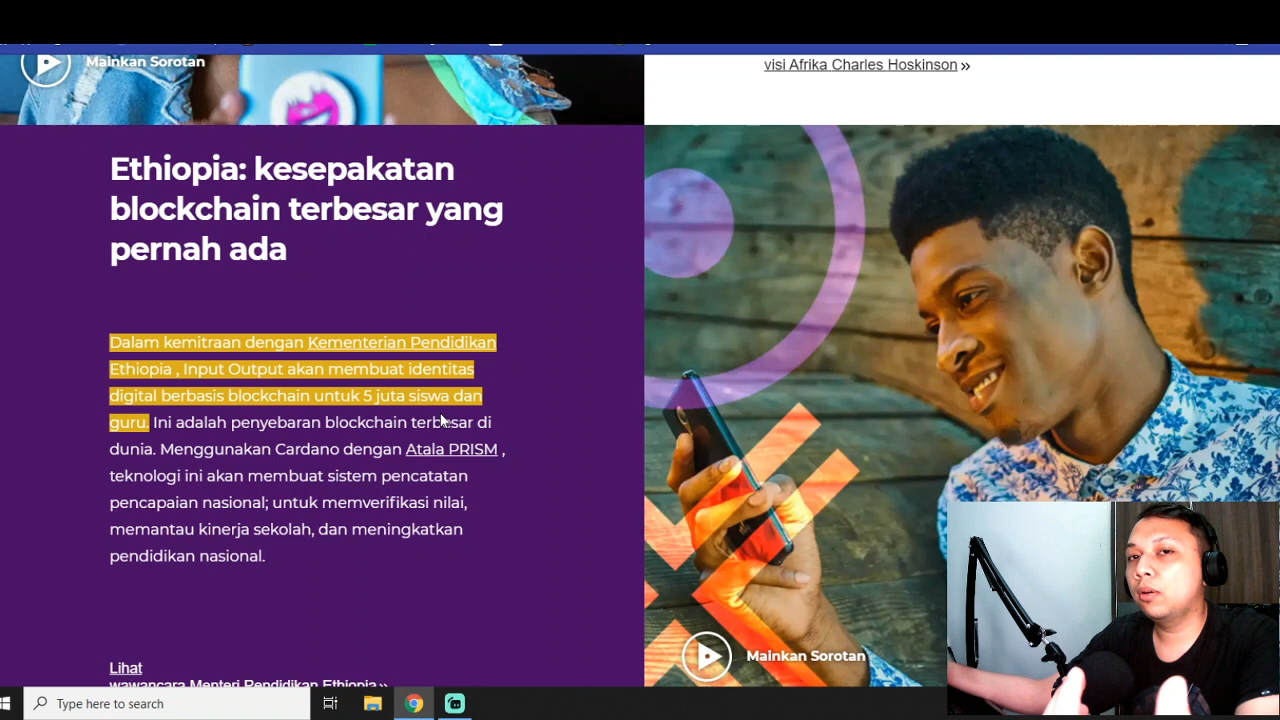 Mainkan Sorotan
visi Afrika Charles Hoskinson »
Ethiopia: kesepakatan
blockchain terbesar yang
pernah ada
Dalam kemitraan dengan Kementerian Pendidikan
Ethiopia , Input Output akan membuat identitas
digital berbasis blockchain untuk 5 juta siswa dan
guru. Ini adalah penyebaran blockchain terbesar di
dunia. Menggunakan Cardano dengan Atala PRISM ,
teknologi ini akan membuat sistem pencatatan
pencapaian nasional; untuk memverifikasi nilai,
memantau kinerja sekolah, dan meningkatkan
pendidikan nasional.
Lihat
wawancara Menteri Pendidikan Ethiopia »
Mainkan Sorotan
Type here to search